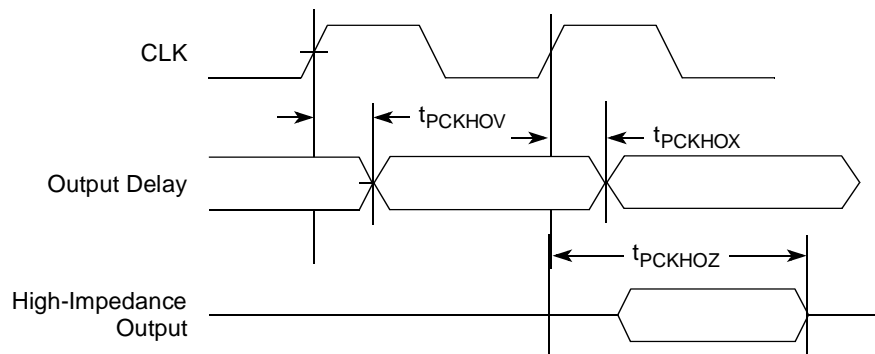 CLK
tPCKHOV
tPCKHOX
Output Delay
tPCKHOZ
High-Impedance
Output